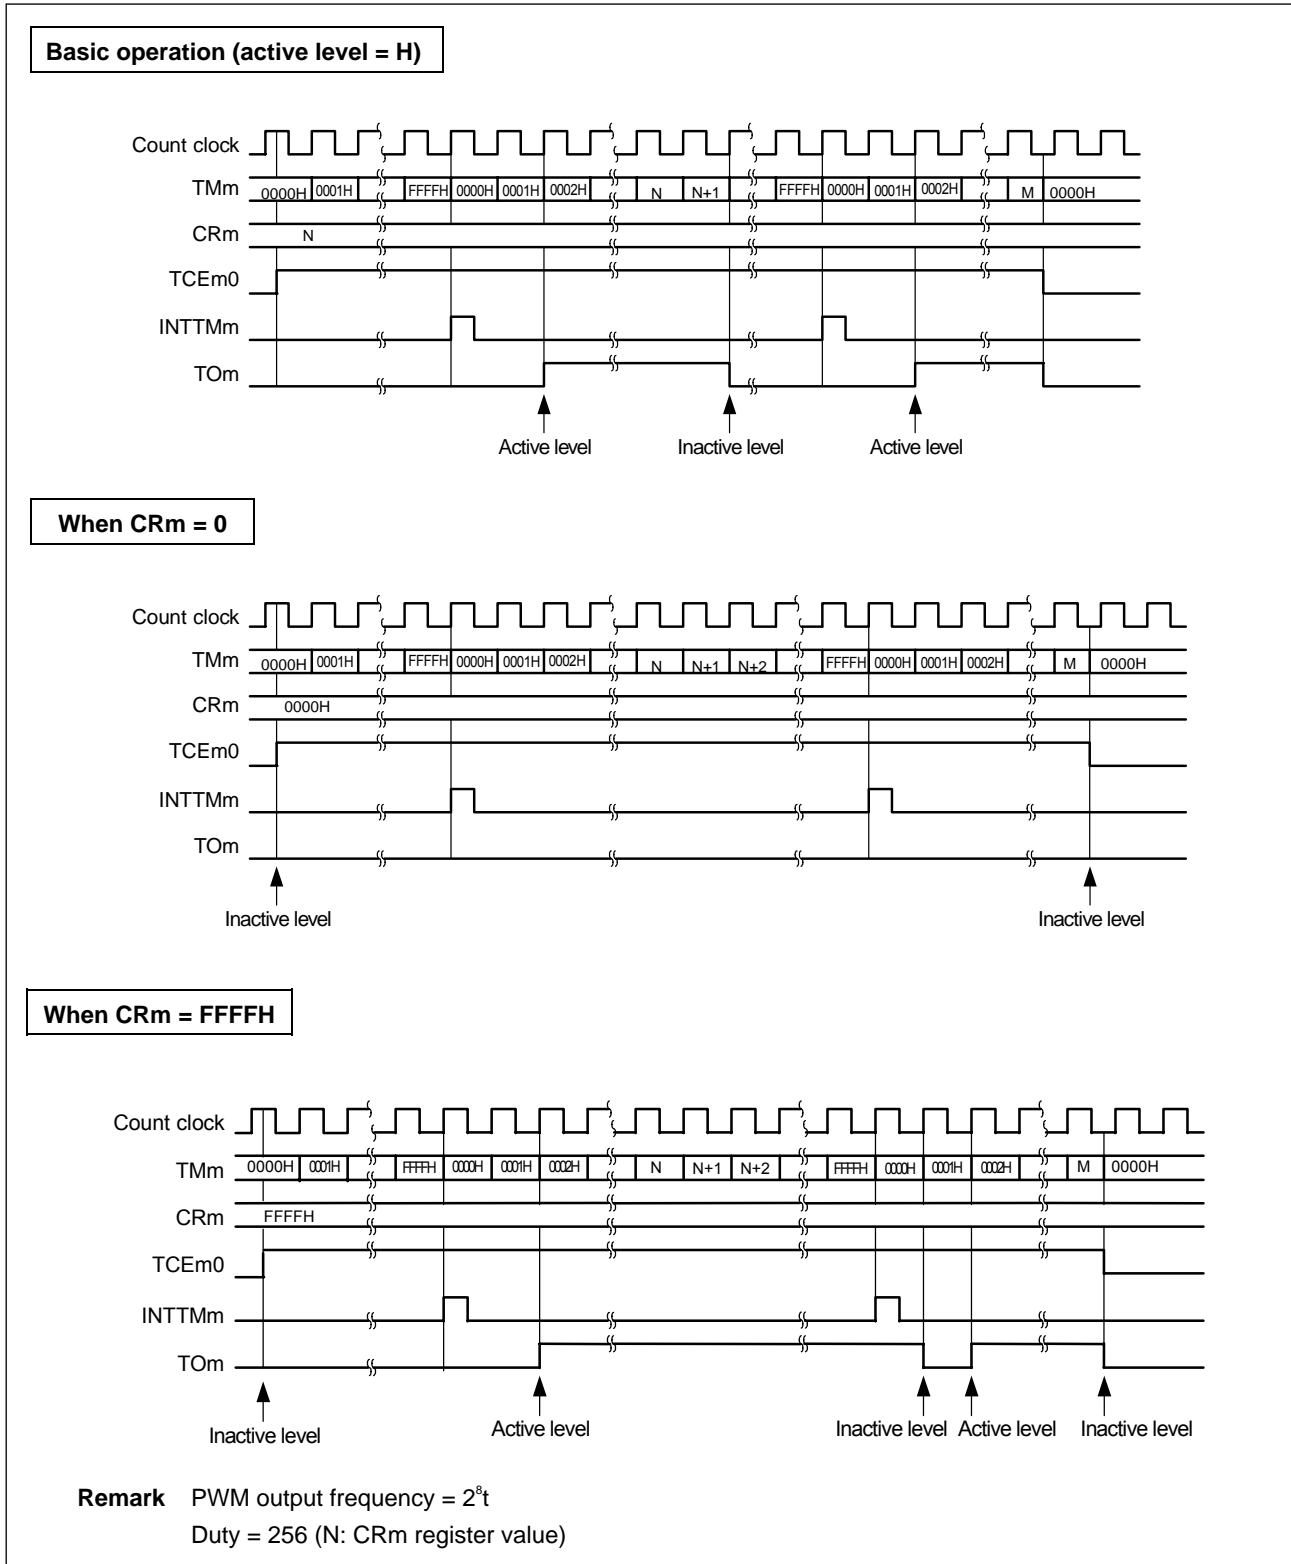 Basic operation (active level = H)
Count clock
TMm 0000H 0001H FFFFH 0000H 0001H 0002H N N+1 FFFFH 0000H 0001H 0002H M 0000H
CRm N
TCEm0
INTTMm
TOm
Active level Inactive level Active level
When CRm = 0
Count clock
TMm 0000H 0001H FFFFH 0000H 0001H 0002H N N+1 N+2 FFFFH 0000H 0001H 0002H M 0000H
CRm 0000H
TCEm0
INTTMm
TOm
Inactive level Inactive level
When CRm = FFFFH
Count clock
TMm 0000H 0001H FFFFH 0000H 0001H 0002H N N+1 N+2 FFFFH 0000H 0001H 0002H M 0000H
CRm FFFFH
TCEm0
INTTMm
TOm
Inactive level Active level Inactive level Active level Inactive level
Remark PWM output frequency = 2⁸t
Duty = 256 (N: CRm register value)